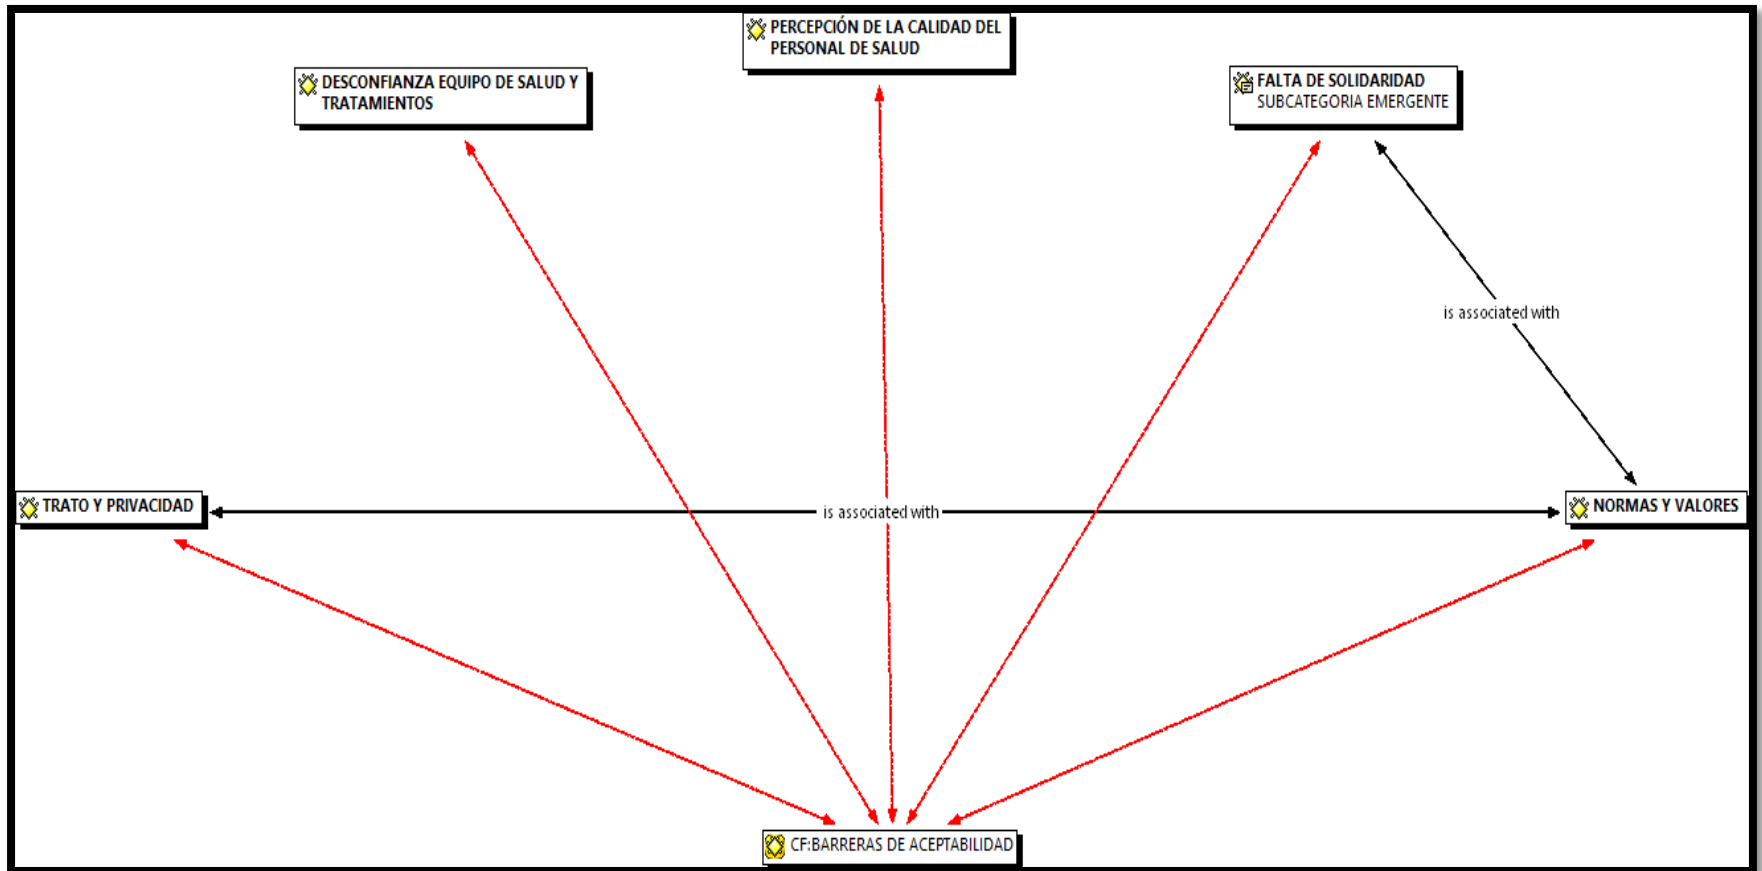 PERCEPCIÓN DE LA CALIDAD DEL
PERSONAL DE SALUD
DESCONFIANZA EQUIPO DE SALUD Y
TRATAMIENTOS
FALTA DE SOLIDARIDAD
SUBCATEGORIA EMERGENTE
is associated with
TRATO Y PRIVACIDAD
is associated with
NORMAS Y VALORES
CF:BARRERAS DE ACEPTABILIDAD